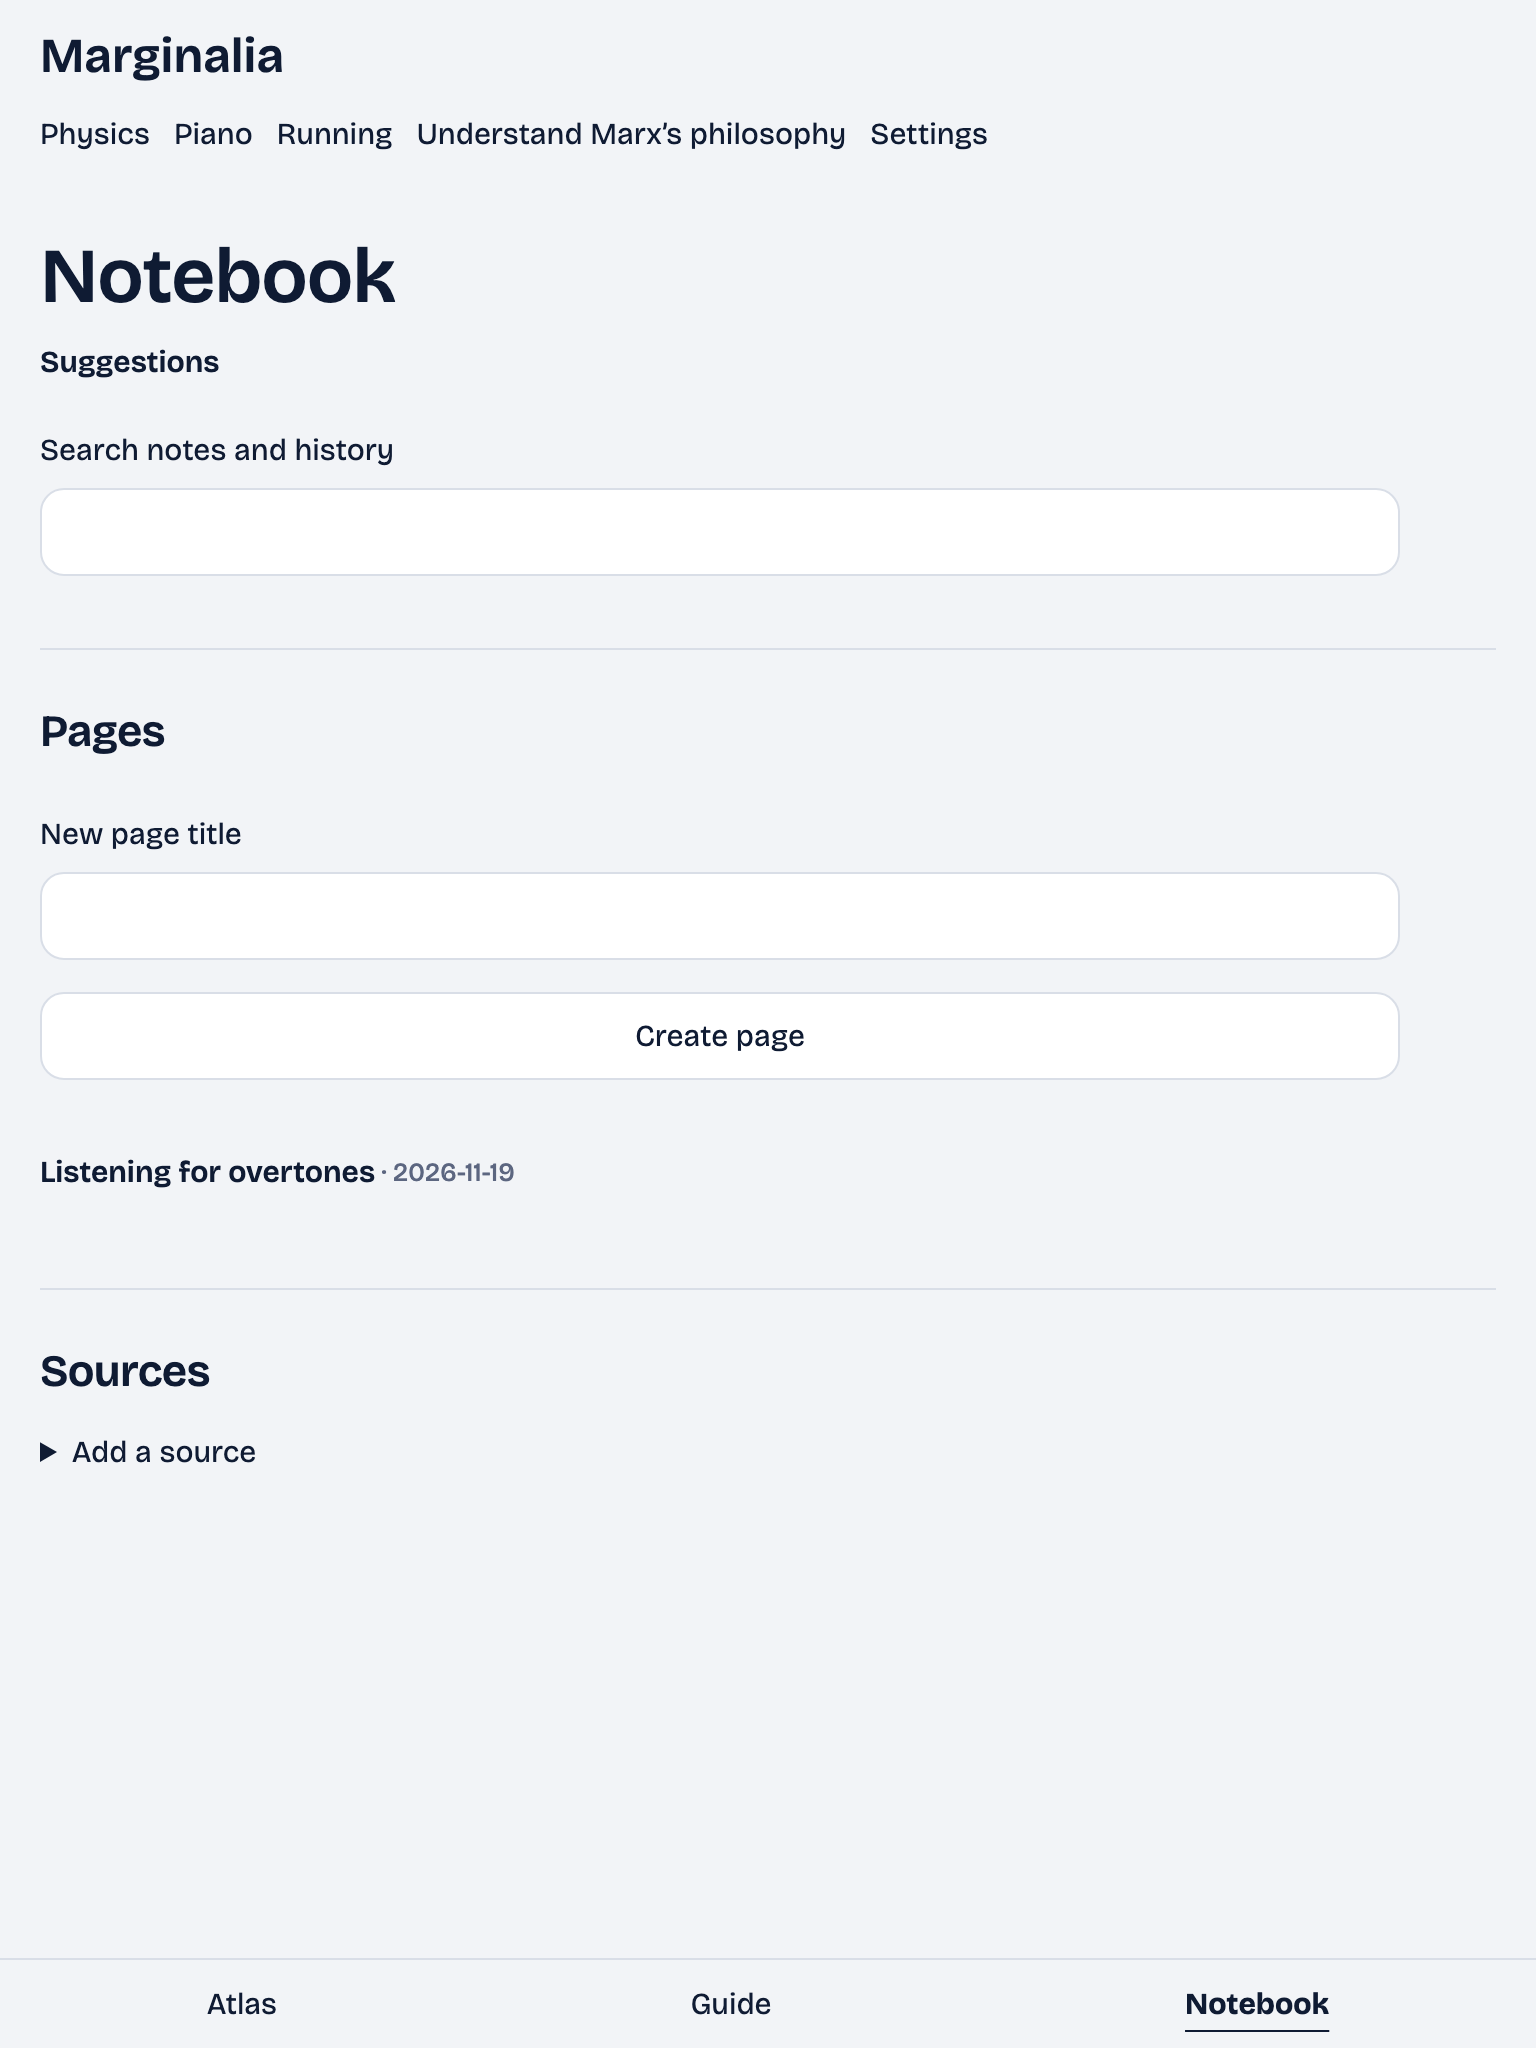 Marginalia
Physics Piano Running Understand Marx’s philosophy Settings
Notebook
Suggestions
Search notes and history
Pages
New page title
Create page
Listening for overtones · 2026-11-19
Sources
Add a source
Atlas Guide Notebook